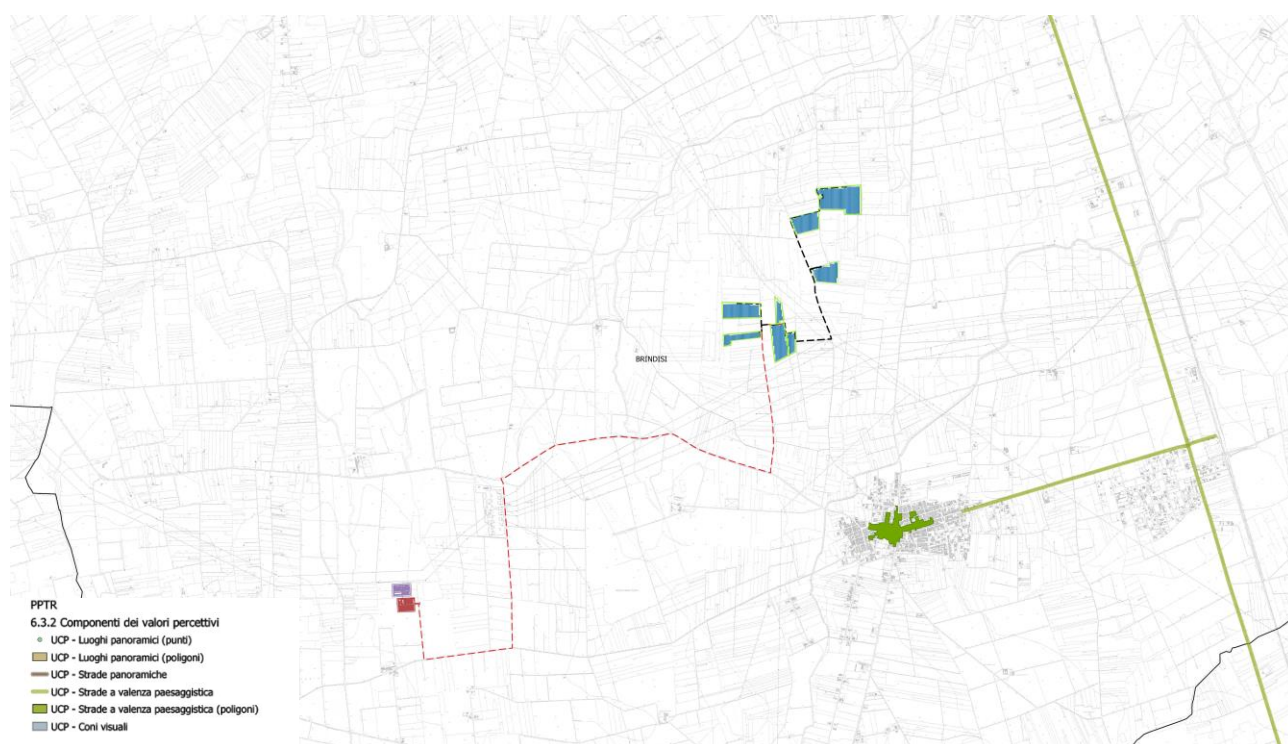 BRINDISI
PPTR
6.3.2 Componenti dei valori percettivi
UCP - Luoghi panoramici (punti)
UCP - Luoghi panoramici (poligoni)
UCP - Strade panoramiche
UCP - Strade a valenza paesaggistica
UCP - Strade a valenza paesaggistica (poligoni)
UCP - Coni visuali